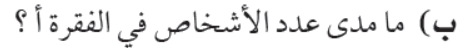 ب) ما مدى عدد الأشخاص في الفقرة أ ؟